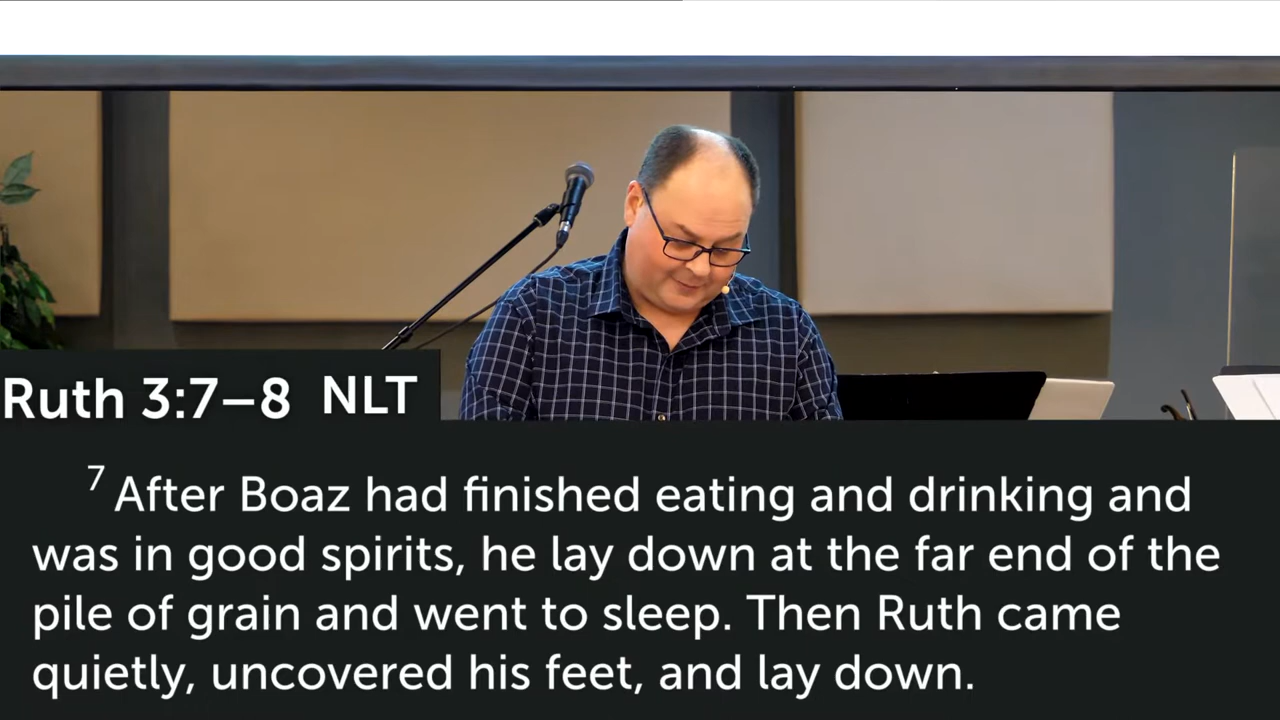 Ruth 3:7–8 NLT
7 After Boaz had finished eating and drinking and
was in good spirits, he lay down at the far end of the
pile of grain and went to sleep. Then Ruth came
quietly, uncovered his feet, and lay down.